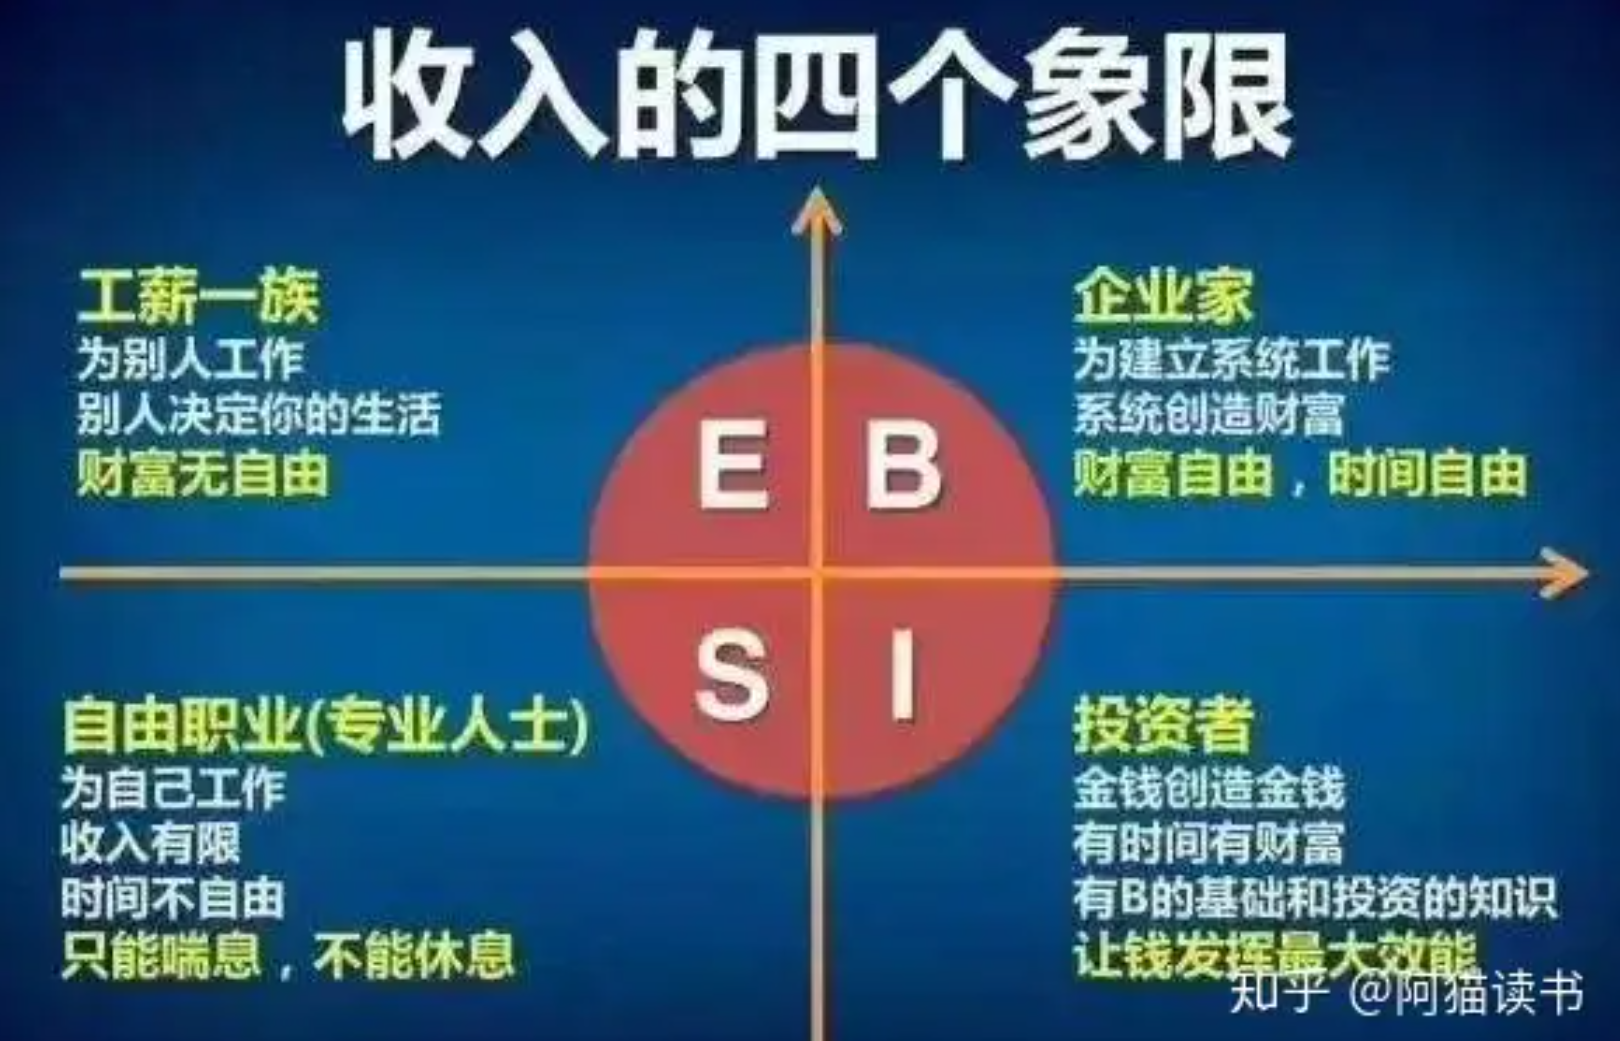 收入的四个象限
工薪一族
为别人工作
别人决定你的生活
财富无自由
企业家
为建立系统工作
系统创造财富
财富自由，时间自由
E B
S I
自由职业(专业人士)
为自己工作
收入有限
时间不自由
只能喘息，不能休息
投资者
金钱创造金钱
有时间有财富
有B的基础和投资的知识
让钱发挥最大效能
知乎 @阿猫读书